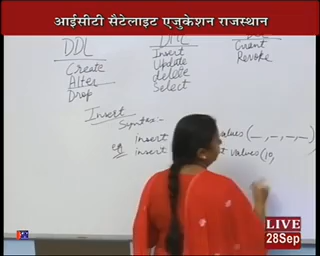 आईसीटी सैटेलाइट एजुकेशन राजस्थान
DDL
Create
Alter
Drop
DML
Insert
Update
delete
Select
Revoke
Insert
Syntax:-
insert values (_, _, _, _)
eg insert values (10,
LIVE
28Sep